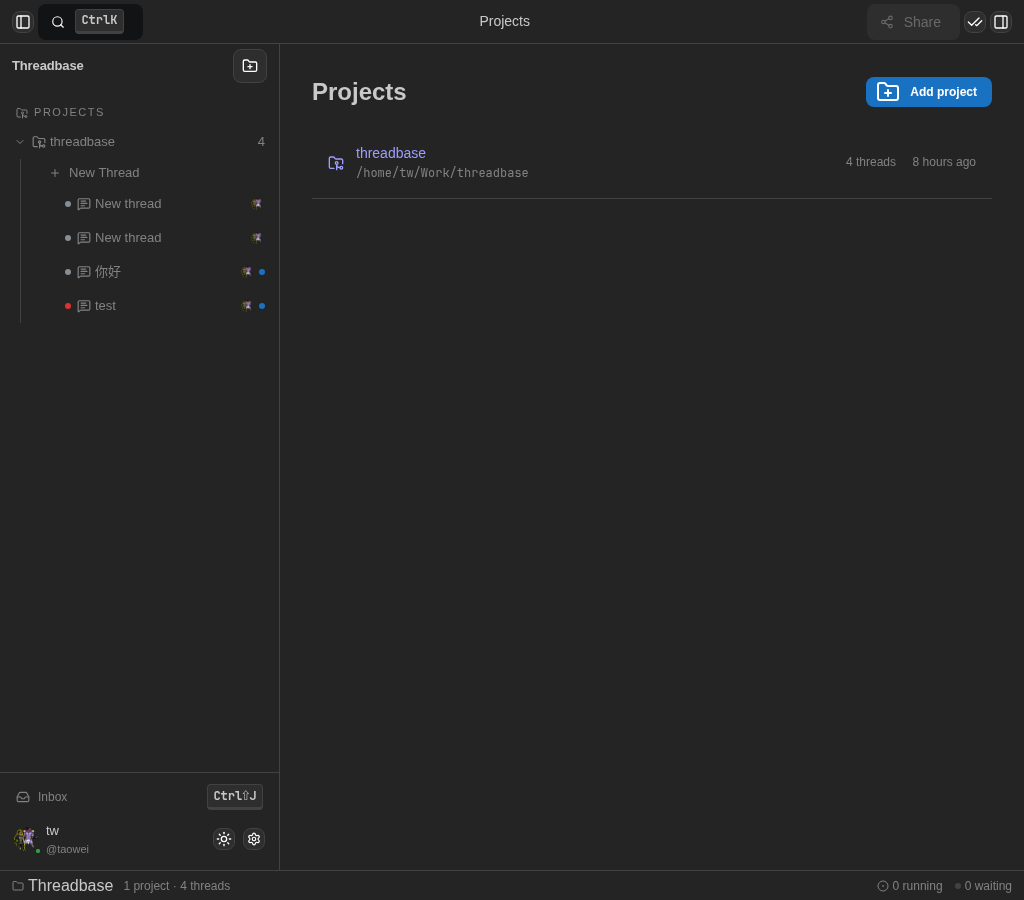 CtrlK
Projects
Share
Threadbase
PROJECTS
threadbase 4
New Thread
New thread
New thread
你好
test
Projects
Add project
threadbase
/home/tw/Work/threadbase
4 threads 8 hours ago
Inbox
Ctrl⇧J
tw
@taowei
Threadbase 1 project · 4 threads
0 running 0 waiting